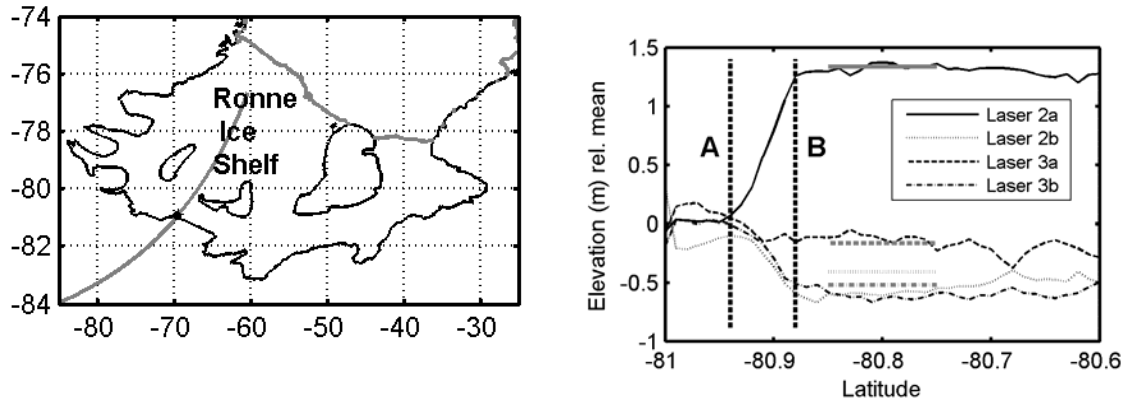 -74
-76
-78
-80
-82
-84
-80 -70 -60 -50 -40 -30
Ronne
Ice
Shelf
1.5
1
0.5
0
-0.5
-1
Elevation (m) rel. mean
-81 -80.9 -80.8 -80.7 -80.6
Latitude
A
B
Laser 2a
Laser 2b
Laser 3a
Laser 3b